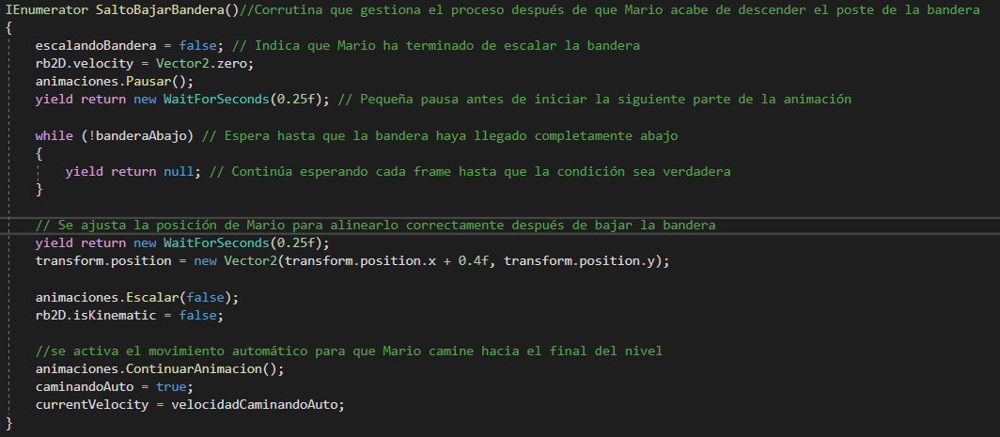 IEnumerator SaltoBajarBandera()//Corrutina que gestiona el proceso después de que Mario acabe de descender el poste de la bandera
{
escalandoBandera = false; // Indica que Mario ha terminado de escalar la bandera
rb2D.velocity = Vector2.zero;
animaciones.Pausar();
yield return new WaitForSeconds(0.25f); // Pequeña pausa antes de iniciar la siguiente parte de la animación
while (!banderaAbajo) // Espera hasta que la bandera haya llegado completamente abajo
{
yield return null; // Continúa esperando cada frame hasta que la condición sea verdadera
}
// Se ajusta la posición de Mario para alinearlo correctamente después de bajar la bandera
yield return new WaitForSeconds(0.25f);
transform.position = new Vector2(transform.position.x + 0.4f, transform.position.y);
animaciones.Escalar(false);
rb2D.isKinematic = false;
//se activa el movimiento automático para que Mario camine hacia el final del nivel
animaciones.ContinuarAnimacion();
caminandoAuto = true;
currentVelocity = velocidadCaminandoAuto;
}